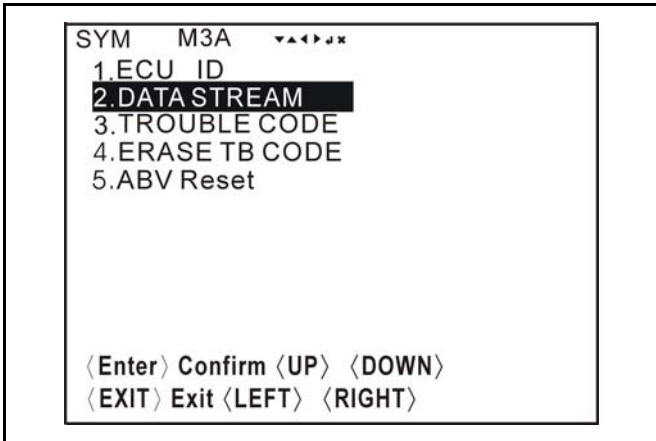 SYM M3A ▼▲◀▶↲✖
1.ECU ID
2.DATA STREAM
3.TROUBLE CODE
4.ERASE TB CODE
5.ABV Reset
〈Enter〉 Confirm 〈UP〉 〈DOWN〉
〈EXIT〉 Exit 〈LEFT〉 〈RIGHT〉